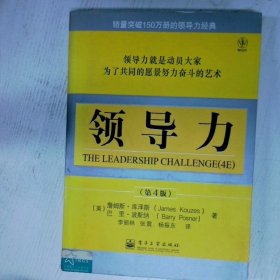 销量突破150万册的领导力经典
领导力就是动员大家
为了共同的愿景努力奋斗的艺术
领导力
THE LEADERSHIP CHALLENGE(4E)
(第4版)
[美] 詹姆斯·库泽斯 (James Kouzes) 著
巴里·波斯纳 (Barry Posner)
李丽林 张震 杨振东 译
电子工业出版社